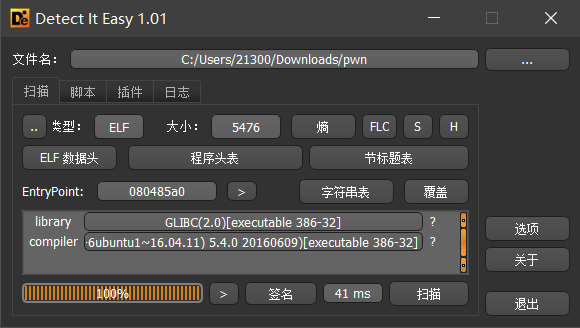 Detect It Easy 1.01
文件名： C:/Users/21300/Downloads/pwn ...
扫描 脚本 插件 日志
.. 类型： ELF 大小： 5476 熵 FLC S H
ELF 数据头 程序头表 节标题表
EntryPoint: 080485a0 > 字符串表 覆盖
library GLIBC(2.0)[executable 386-32] ?
compiler -6ubuntu1~16.04.11) 5.4.0 20160609)[executable 386-32] ?
选项
关于
100% > 签名 41 ms 扫描
退出